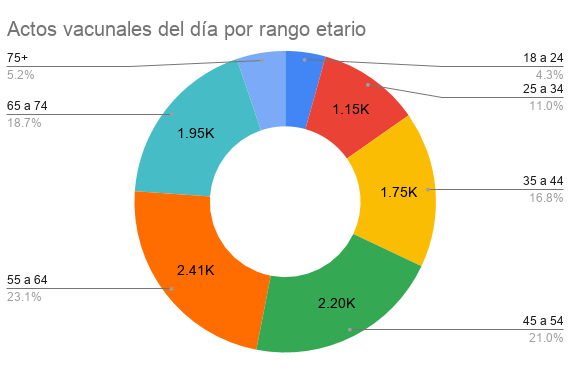 Actos vacunales del día por rango etario
75+
5.2%
18 a 24
4.3%
25 a 34
11.0%
65 a 74
18.7%
1.15K
1.95K
35 a 44
16.8%
1.75K
55 a 64
23.1%
2.41K
2.20K
45 a 54
21.0%